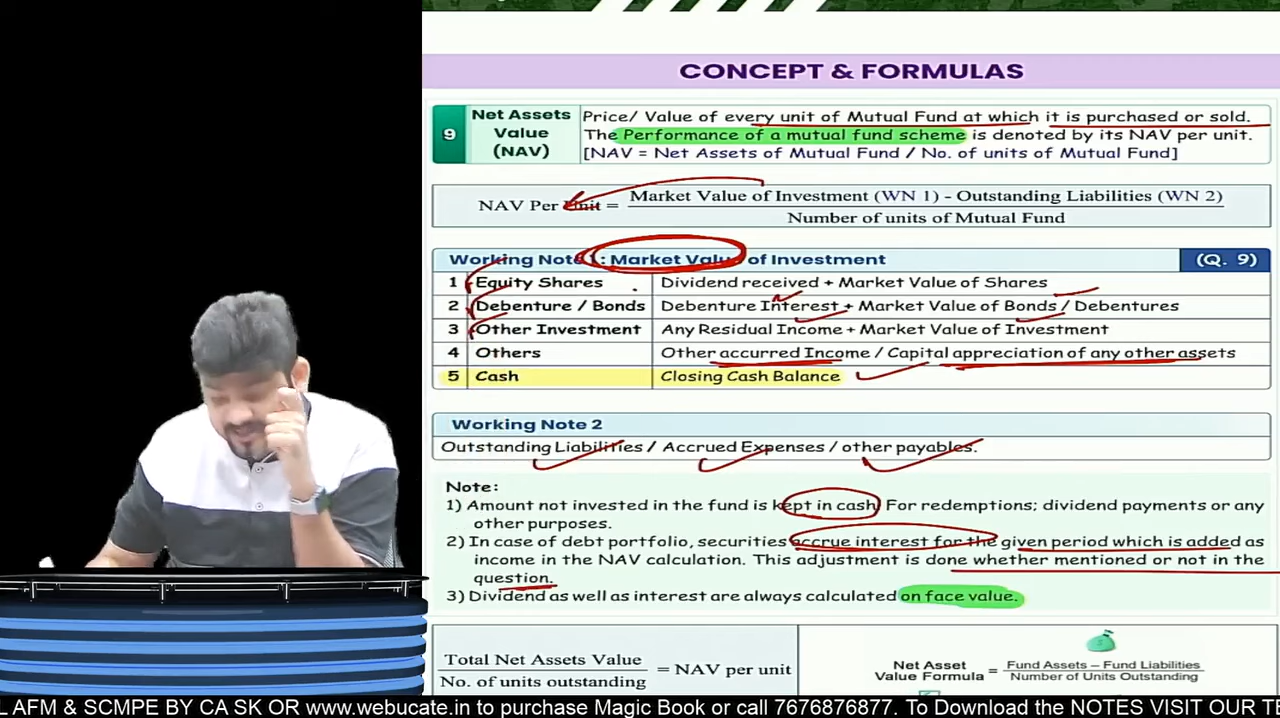 CONCEPT & FORMULAS
9
Net Assets Value (NAV)
Price/ Value of every unit of Mutual Fund at which it is purchased or sold.
The Performance of a mutual fund scheme is denoted by its NAV per unit.
[NAV = Net Assets of Mutual Fund / No. of units of Mutual Fund]
NAV Per Unit = Market Value of Investment (WN 1) - Outstanding Liabilities (WN 2)
Number of units of Mutual Fund
Working Note 1: Market Value of Investment (Q. 9)
1 Equity Shares Dividend received + Market Value of Shares
2 Debenture / Bonds Debenture Interest + Market Value of Bonds / Debentures
3 Other Investment Any Residual Income + Market Value of Investment
4 Others Other accurred Income / Capital appreciation of any other assets
5 Cash Closing Cash Balance
Working Note 2
Outstanding Liabilities / Accrued Expenses / other payables.
Note:
1) Amount not invested in the fund is kept in cash For redemptions; dividend payments or any
other purposes.
2) In case of debt portfolio, securities accrue interest for the given period which is added as
income in the NAV calculation. This adjustment is done whether mentioned or not in the
question.
3) Dividend as well as interest are always calculated on face value.
Total Net Assets Value
No. of units outstanding
= NAV per unit
Net Asset
Value Formula
= Fund Assets – Fund Liabilities
Number of Units Outstanding
L AFM & SCMPE BY CA SK OR www.webucate.in to purchase Magic Book or call 7676876877. To Download the NOTES VISIT OUR TE